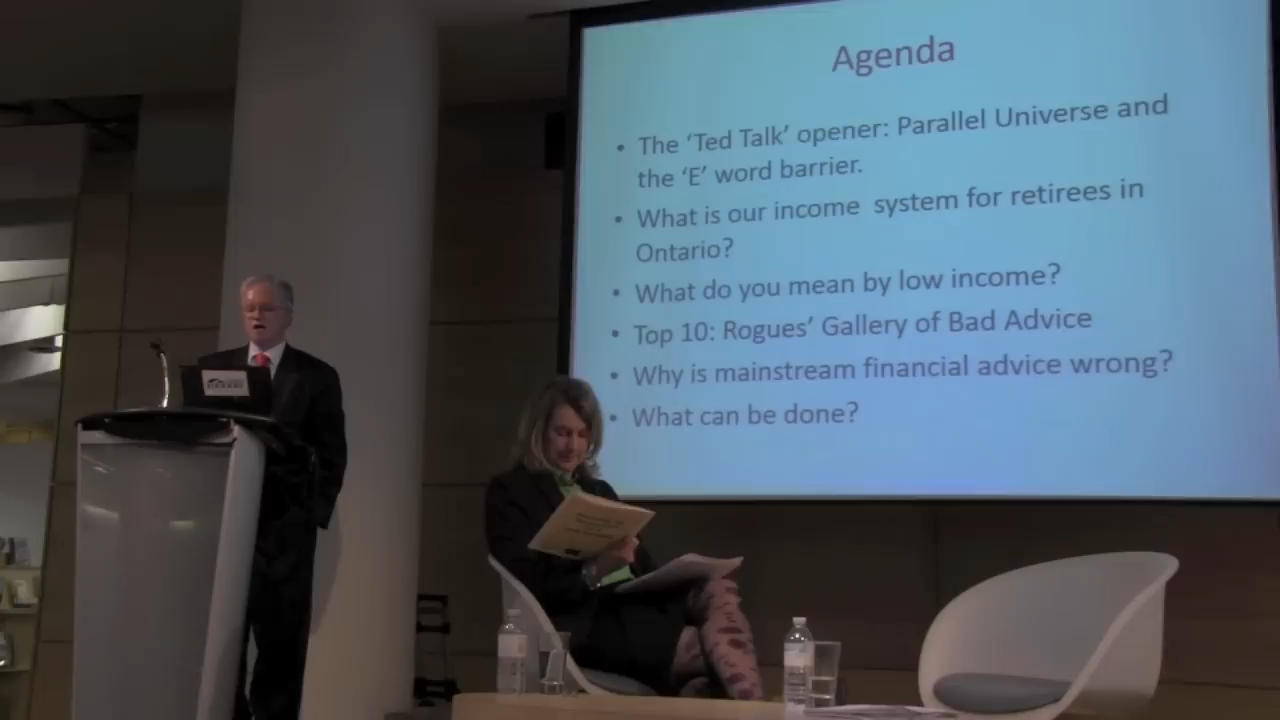 Agenda
• The ‘Ted Talk’ opener: Parallel Universe and
the ‘E’ word barrier.
• What is our income system for retirees in
Ontario?
• What do you mean by low income?
• Top 10: Rogues’ Gallery of Bad Advice
• Why is mainstream financial advice wrong?
• What can be done?